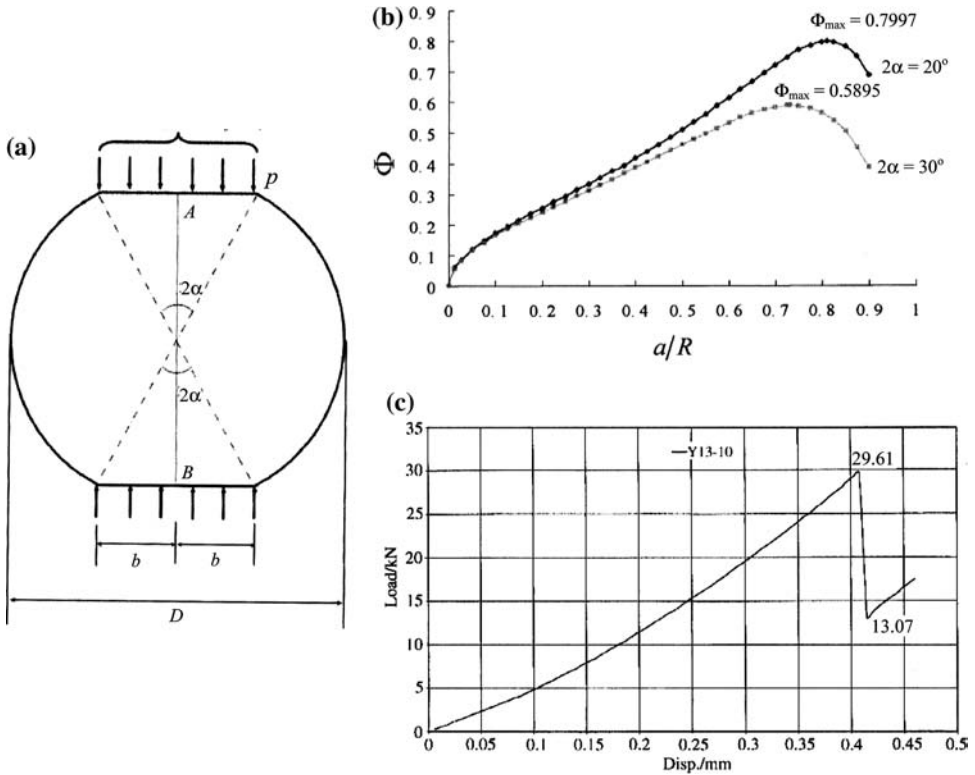 (a)
p
A
2α
2α
B
b
b
D
(b)
Φmax = 0.7997
2α = 20°
Φmax = 0.5895
2α = 30°
Φ
0.9
0.8
0.7
0.6
0.5
0.4
0.3
0.2
0.1
0
0 0.1 0.2 0.3 0.4 0.5 0.6 0.7 0.8 0.9 1
a/R
(c)
Load/kN
35
30
25
20
15
10
5
0
Y13-10
29.61
13.07
0 0.05 0.1 0.15 0.2 0.25 0.3 0.35 0.4 0.45 0.5
Disp./mm